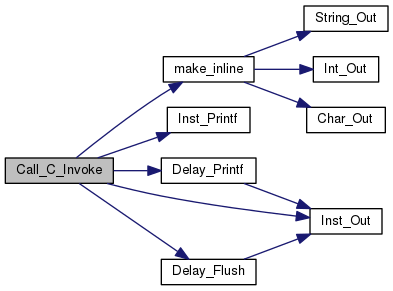 String_Out
make_inline
Int_Out
Char_Out
Inst_Printf
Call_C_Invoke
Delay_Printf
Inst_Out
Delay_Flush